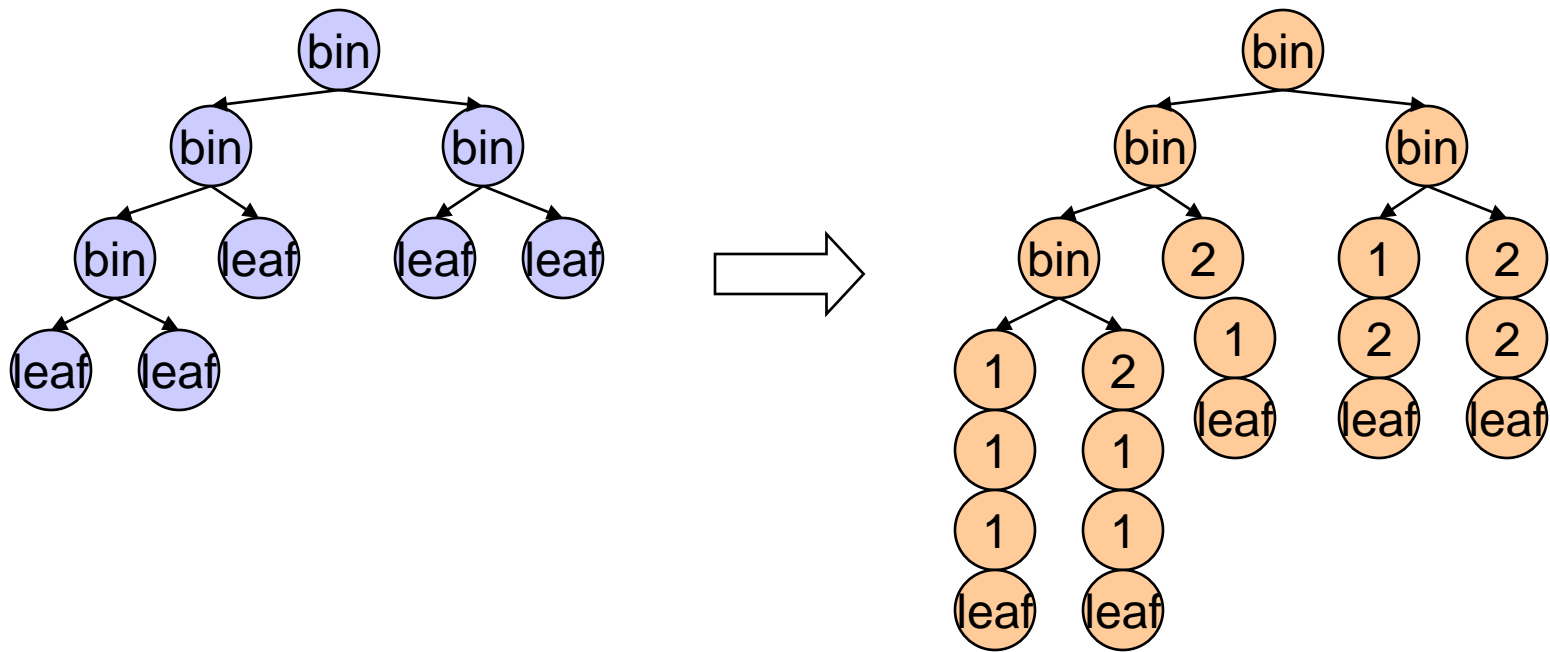 bin bin
bin bin bin bin
bin leaf leaf leaf bin 2 1 2
1 2 2
leaf leaf 1 2
leaf leaf leaf
1 1
1 1
leaf leaf